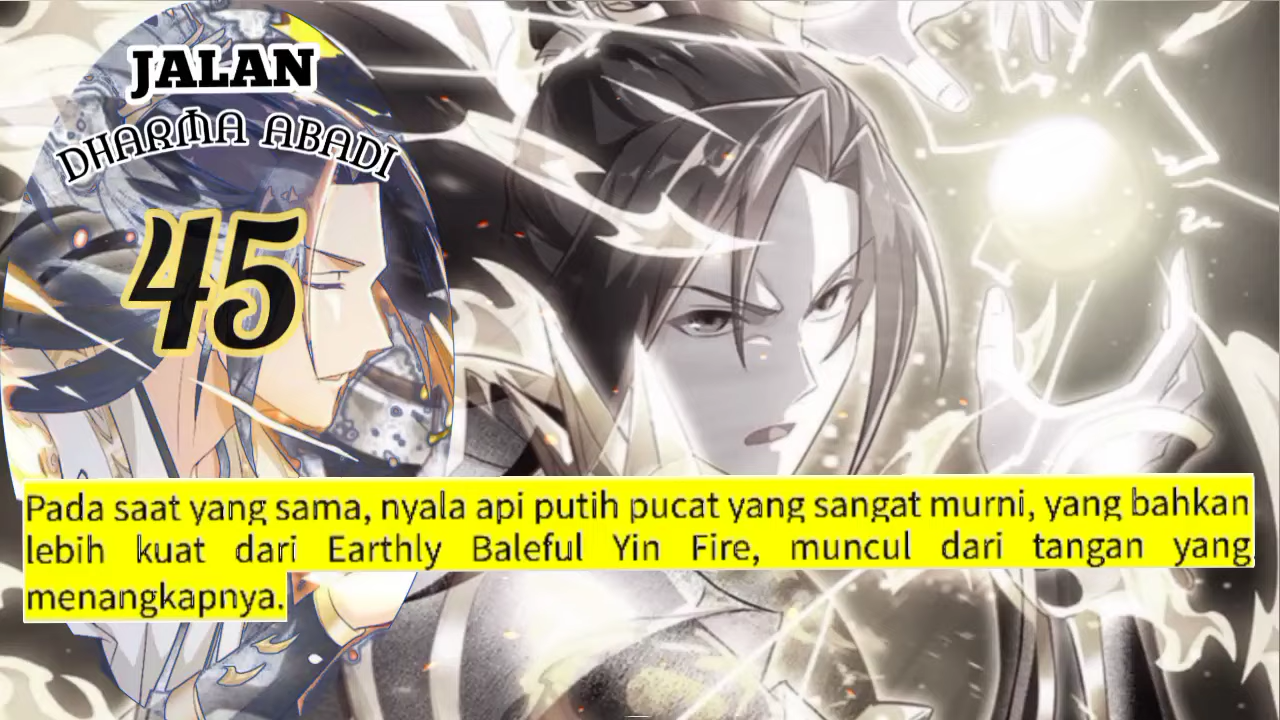 JALAN
DHARMA ABADI
45
Pada saat yang sama, nyala api putih pucat yang sangat murni, yang bahkan
lebih kuat dari Earthly Baleful Yin Fire, muncul dari tangan yang
menangkapnya.